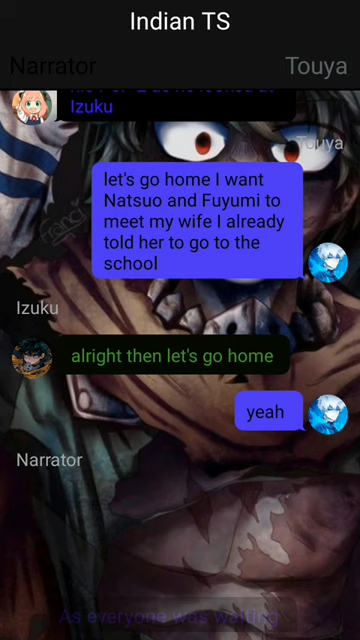 Indian TS
Narrator
Touya
Izuku
Touya
let's go home I want
Natsuo and Fuyumi to
meet my wife I already
told her to go to the
school
Izuku
alright then let's go home
yeah
Narrator
As everyone was waiting